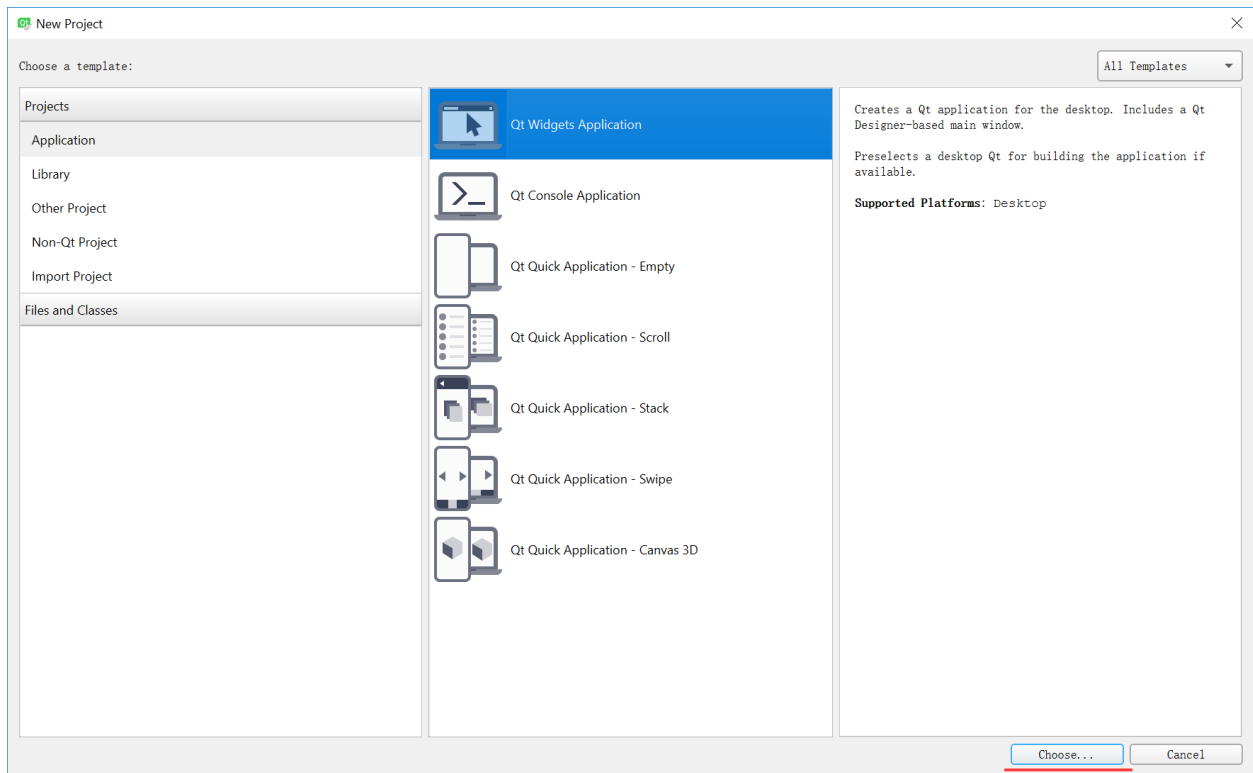 New Project
Choose a template:
All Templates
Projects
Application
Library
Other Project
Non-Qt Project
Import Project
Files and Classes
Qt Widgets Application
Qt Console Application
Qt Quick Application - Empty
Qt Quick Application - Scroll
Qt Quick Application - Stack
Qt Quick Application - Swipe
Qt Quick Application - Canvas 3D
Creates a Qt application for the desktop. Includes a Qt
Designer-based main window.
Preselects a desktop Qt for building the application if
available.
Supported Platforms: Desktop
Choose...
Cancel